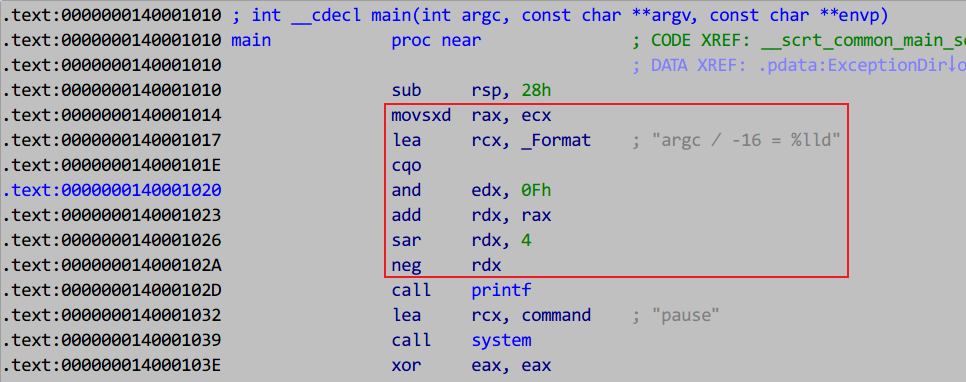 .text:0000000140001010 ; int __cdecl main(int argc, const char **argv, const char **envp)
.text:0000000140001010 main            proc near               ; CODE XREF: __scrt_common_main_se
.text:0000000140001010                                         ; DATA XREF: .pdata:ExceptionDir↓o
.text:0000000140001010                 sub     rsp, 28h
.text:0000000140001014                 movsxd  rax, ecx
.text:0000000140001017                 lea     rcx, _Format    ; "argc / -16 = %lld"
.text:000000014000101E                 cqo
.text:0000000140001020                 and     edx, 0Fh
.text:0000000140001023                 add     rdx, rax
.text:0000000140001026                 sar     rdx, 4
.text:000000014000102A                 neg     rdx
.text:000000014000102D                 call    printf
.text:0000000140001032                 lea     rcx, command    ; "pause"
.text:0000000140001039                 call    system
.text:000000014000103E                 xor     eax, eax